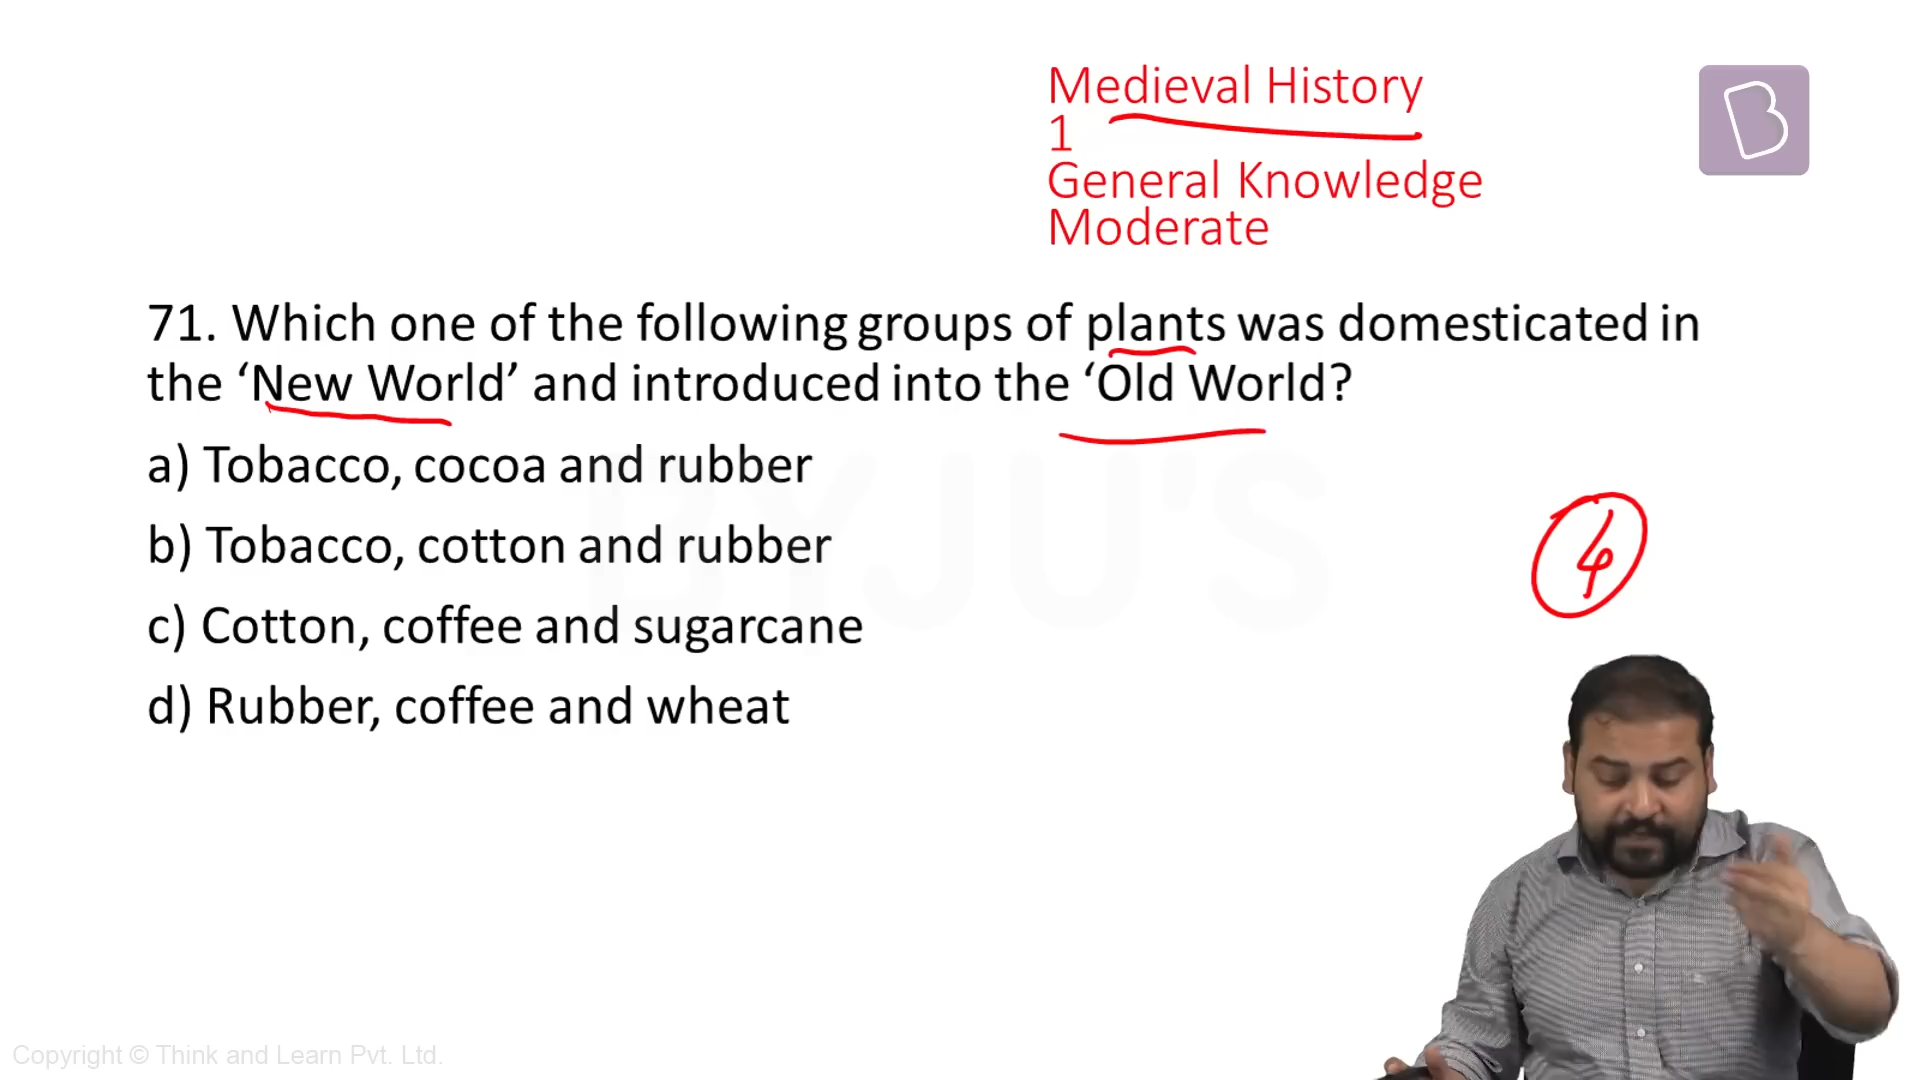 Medieval History
1
General Knowledge
Moderate
71. Which one of the following groups of plants was domesticated in
the ‘New World’ and introduced into the ‘Old World?
a) Tobacco, cocoa and rubber
b) Tobacco, cotton and rubber
c) Cotton, coffee and sugarcane
d) Rubber, coffee and wheat
4
BYJU'S
B
Copyright © Think and Learn Pvt. Ltd.